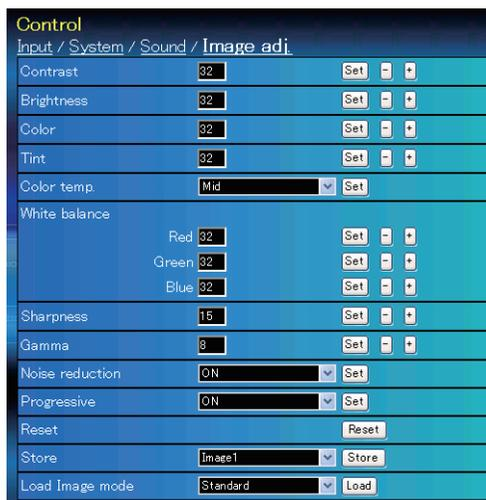 Control
Input / System / Sound / Image adj.
Contrast 32 Set - +
Brightness 32 Set - +
Color 32 Set - +
Tint 32 Set - +
Color temp. Mid Set
White balance
Red 32 Set - +
Green 32 Set - +
Blue 32 Set - +
Sharpness 15 Set - +
Gamma 8 Set - +
Noise reduction ON Set
Progressive ON Set
Reset Reset
Store Image1 Store
Load Image mode Standard Load